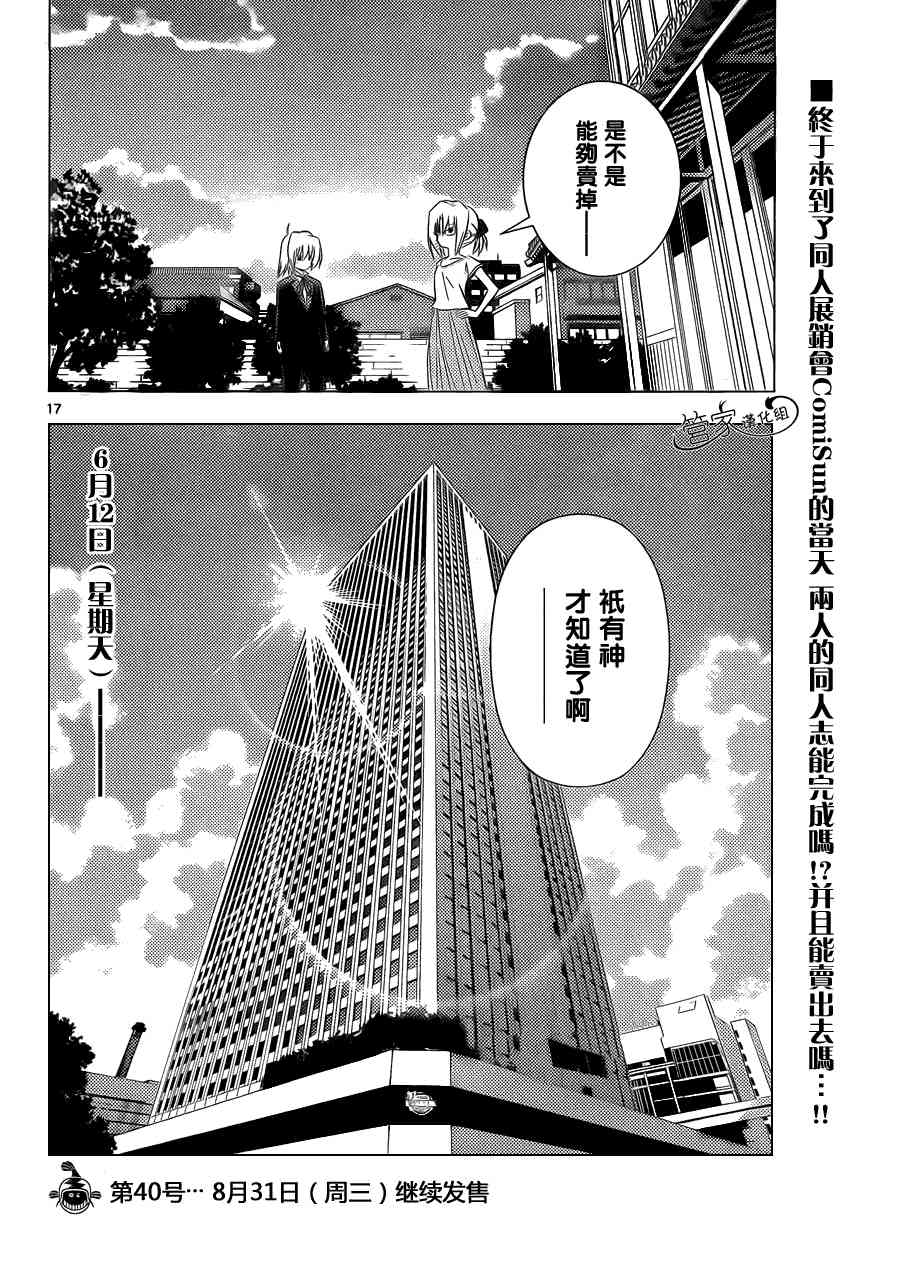 ■終于來到了同人展銷會ComiSun的當天 兩人的同人志能完成嗎!?并且能賣出去嗎…!!
是不是
能夠賣掉——
17
管家漢化组
祇有神
才知道了啊
——
6月12日（星期天）——
第40号… 8月31日（周三）继续发售